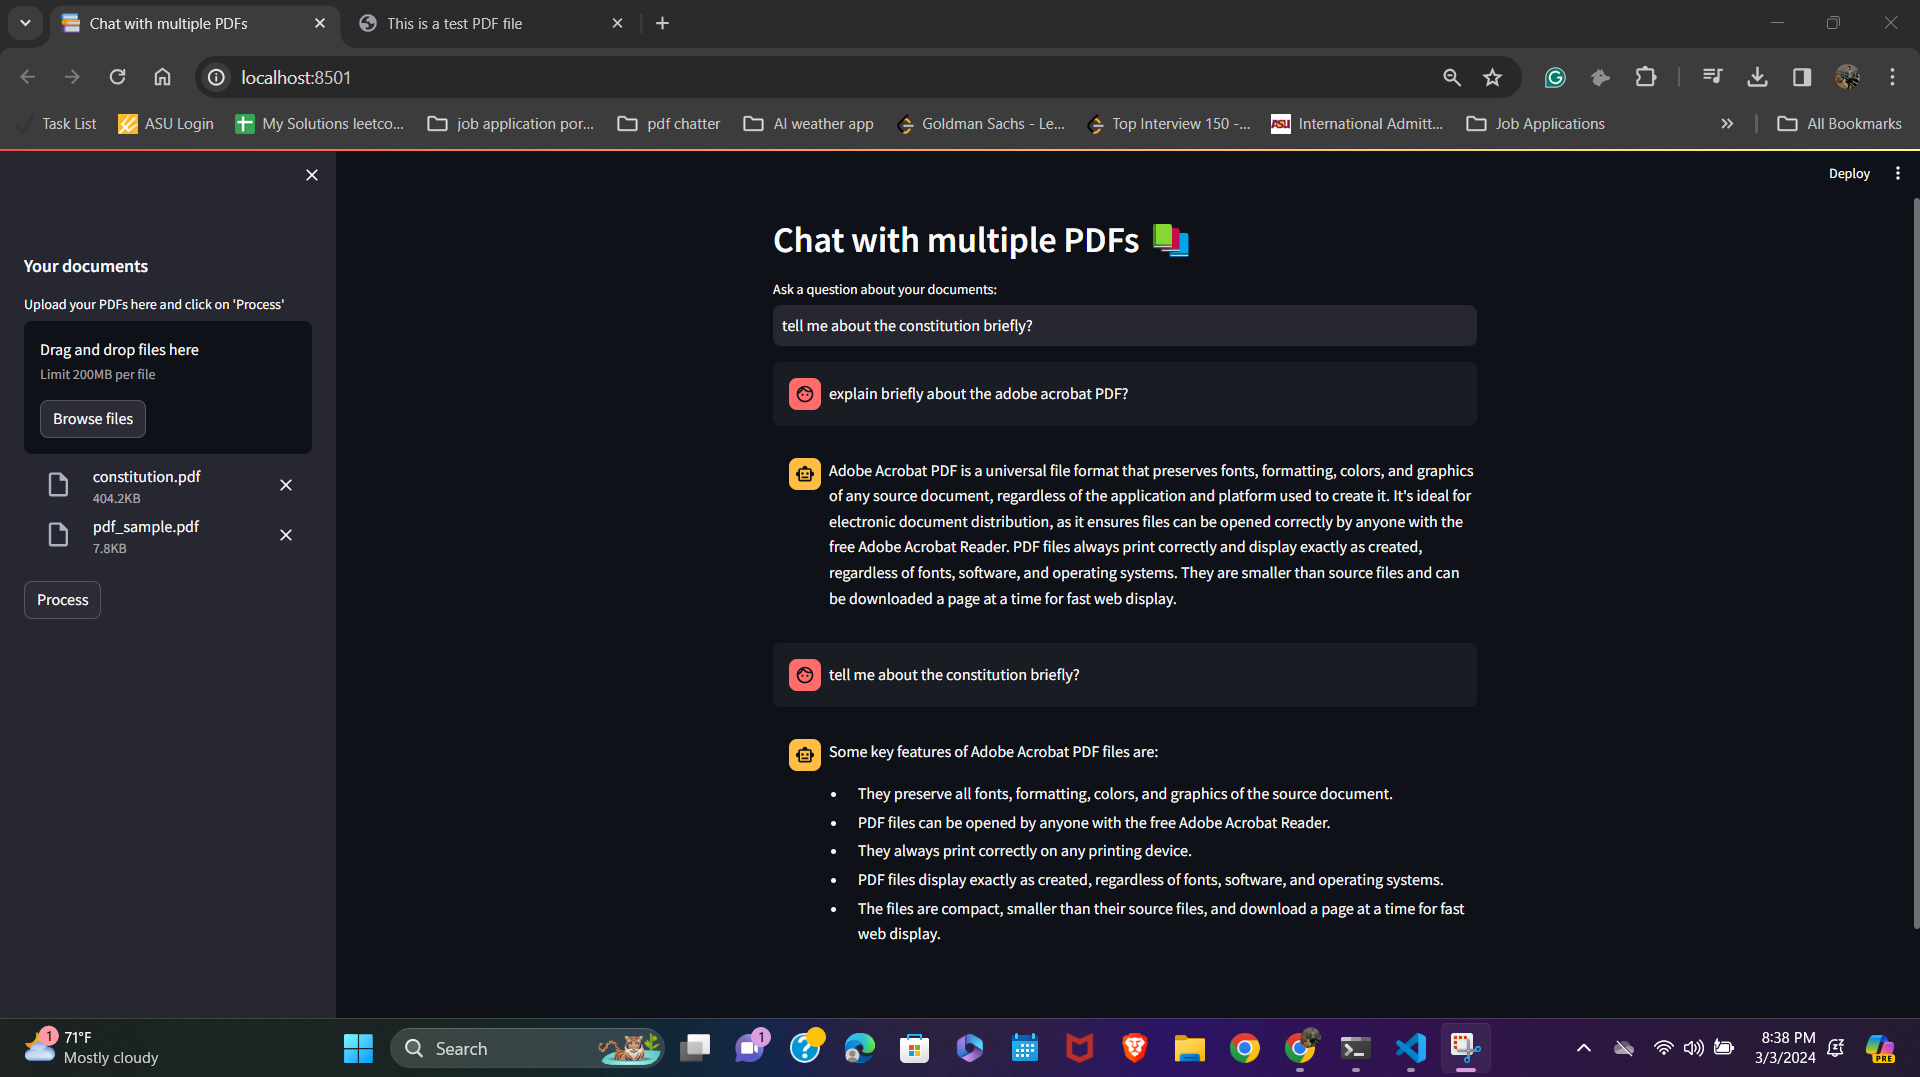 Chat with multiple PDFs
This is a test PDF file
localhost:8501
Task List
ASU Login
My Solutions leetco...
job application por...
pdf chatter
AI weather app
Goldman Sachs - Le...
Top Interview 150 -...
ASU
International Admitt...
Job Applications
All Bookmarks
Deploy
Your documents
Upload your PDFs here and click on 'Process'
Drag and drop files here
Limit 200MB per file
Browse files
constitution.pdf
404.2KB
pdf_sample.pdf
7.8KB
Process
Chat with multiple PDFs
Ask a question about your documents:
tell me about the constitution briefly?
explain briefly about the adobe acrobat PDF?
Adobe Acrobat PDF is a universal file format that preserves fonts, formatting, colors, and graphics
of any source document, regardless of the application and platform used to create it. It's ideal for
electronic document distribution, as it ensures files can be opened correctly by anyone with the
free Adobe Acrobat Reader. PDF files always print correctly and display exactly as created,
regardless of fonts, software, and operating systems. They are smaller than source files and can
be downloaded a page at a time for fast web display.
tell me about the constitution briefly?
Some key features of Adobe Acrobat PDF files are:
• They preserve all fonts, formatting, colors, and graphics of the source document.
• PDF files can be opened by anyone with the free Adobe Acrobat Reader.
• They always print correctly on any printing device.
• PDF files display exactly as created, regardless of fonts, software, and operating systems.
• The files are compact, smaller than their source files, and download a page at a time for fast
web display.
1
71°F
Mostly cloudy
Search
1
8:38 PM
3/3/2024
PRE